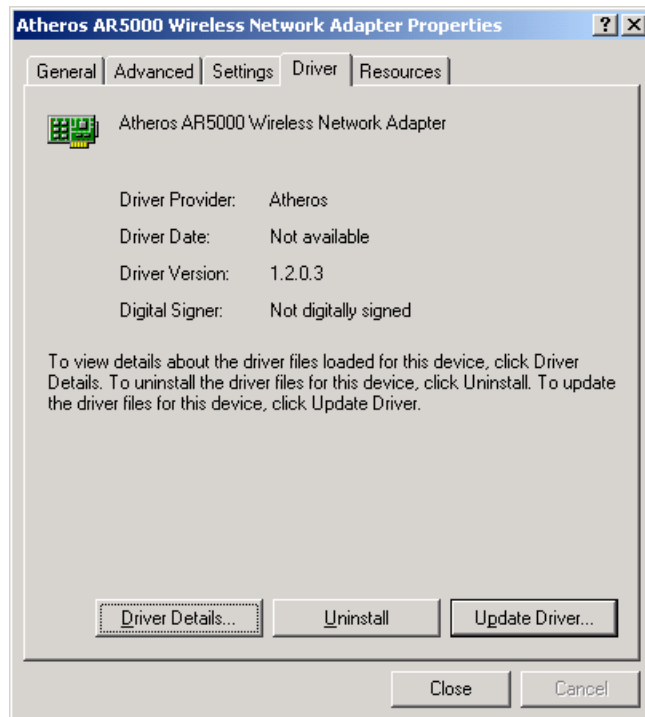 Atheros AR5000 Wireless Network Adapter Properties
General Advanced Settings Driver Resources
Atheros AR5000 Wireless Network Adapter
Driver Provider: Atheros
Driver Date: Not available
Driver Version: 1.2.0.3
Digital Signer: Not digitally signed
To view details about the driver files loaded for this device, click Driver
Details. To uninstall the driver files for this device, click Uninstall. To update
the driver files for this device, click Update Driver.
Driver Details... Uninstall Update Driver...
Close Cancel